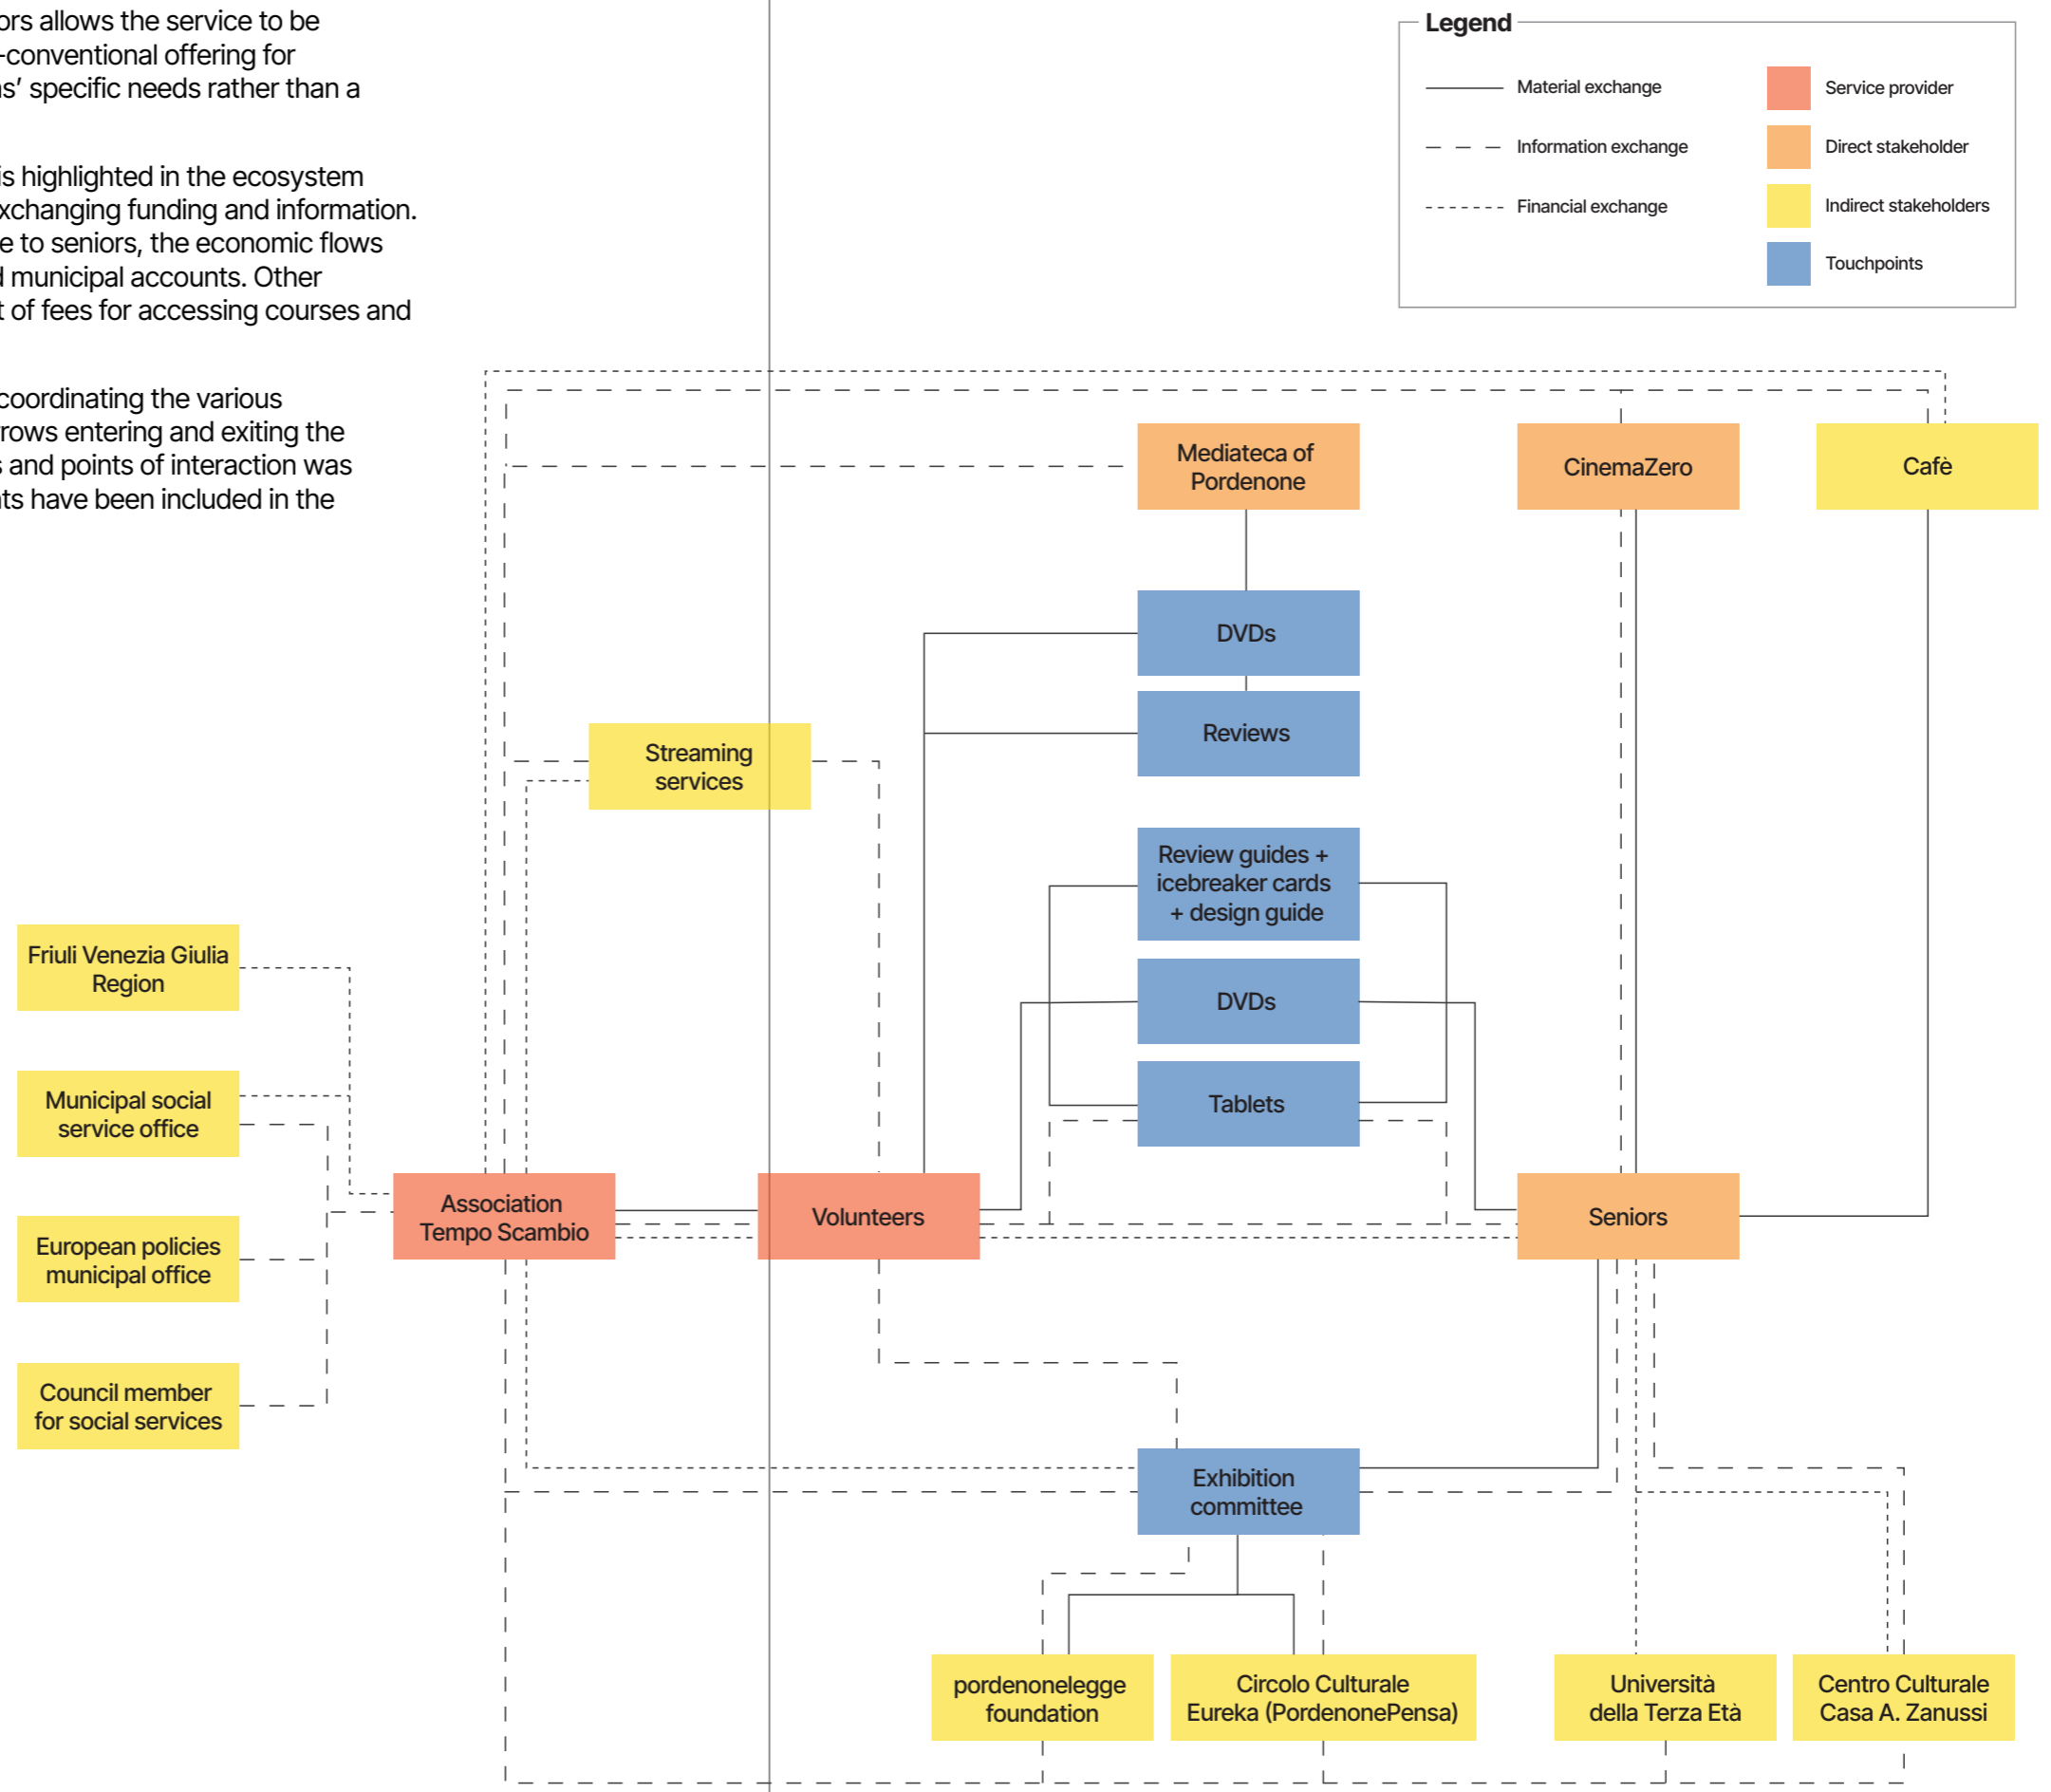 ors allows the service to be
-conventional offering for
ns' specific needs rather than a
is highlighted in the ecosystem
exchanging funding and information.
e to seniors, the economic flows
d municipal accounts. Other
t of fees for accessing courses and
coordinating the various
rrows entering and exiting the
s and points of interaction was
nts have been included in the
Legend
Material exchange
Information exchange
Financial exchange
Service provider
Direct stakeholder
Indirect stakeholders
Touchpoints
Mediateca of
Pordenone
CinemaZero
Cafè
DVDs
Reviews
Streaming
services
Review guides +
icebreaker cards
+ design guide
DVDs
Tablets
Friuli Venezia Giulia
Region
Municipal social
service office
European policies
municipal office
Council member
for social services
Association
Tempo Scambio
Volunteers
Seniors
Exhibition
committee
pordenonelegge
foundation
Circolo Culturale
Eureka (PordenonePensa)
Università
della Terza Età
Centro Culturale
Casa A. Zanussi